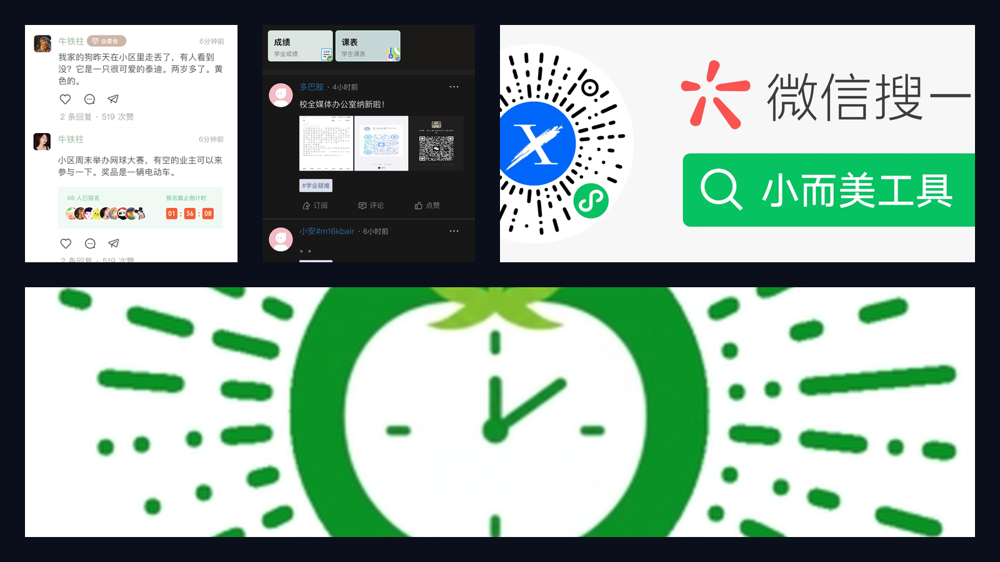 牛铁柱 业委会 6分钟前
我家的狗昨天在小区里走丢了，有人看到
没？它是一只很可爱的泰迪。两岁多了。黄
色的。
2 条回复 · 519 次赞
牛铁柱 6分钟前
小区周末举办网球大赛，有空的业主可以来
参与一下。奖品是一辆电动车。
68 人已报名 报名截止倒计时
01 : 36 : 08
2 条回复 · 519 次赞
成绩
学业成绩
100
课表
学生课表
多巴胺 · 4小时前
校全媒体办公室纳新啦！
#学业疑难
订阅 评论 点赞
小安#m16kbair · 6小时前
。。
X
微信搜一
小而美工具